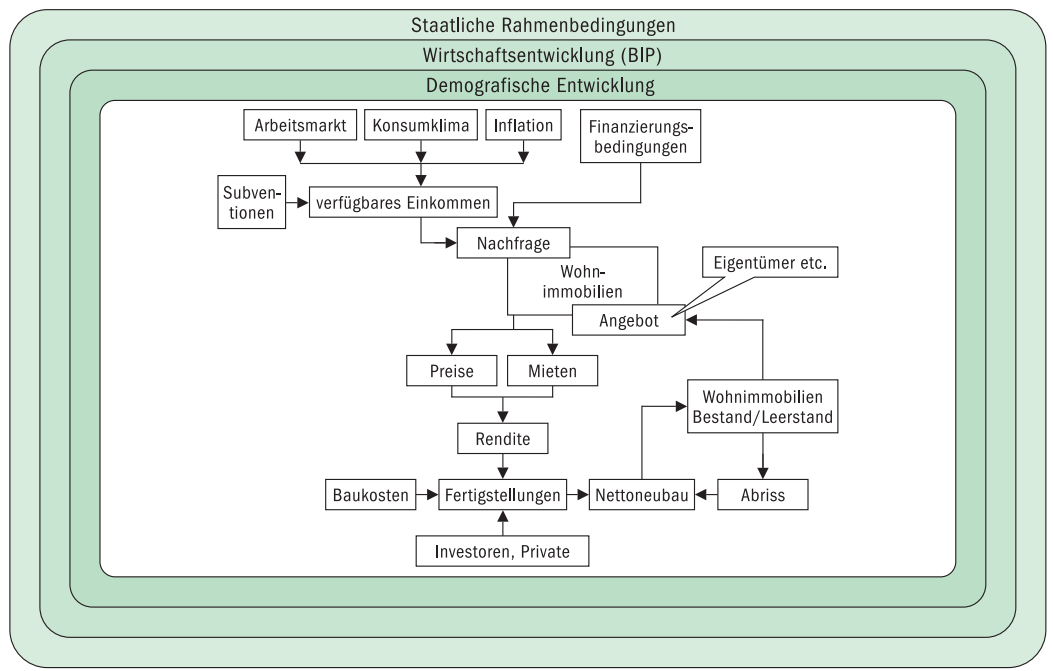 Staatliche Rahmenbedingungen
Wirtschaftsentwicklung (BIP)
Demografische Entwicklung
Arbeitsmarkt
Konsumklima
Inflation
Finanzierungs-
bedingungen
Subven-
tionen
verfügbares Einkommen
Nachfrage
Wohn-
immobilien
Eigentümer etc.
Angebot
Preise
Mieten
Wohnimmobilien
Bestand/Leerstand
Rendite
Baukosten
Fertigstellungen
Nettoneubau
Abriss
Investoren, Private